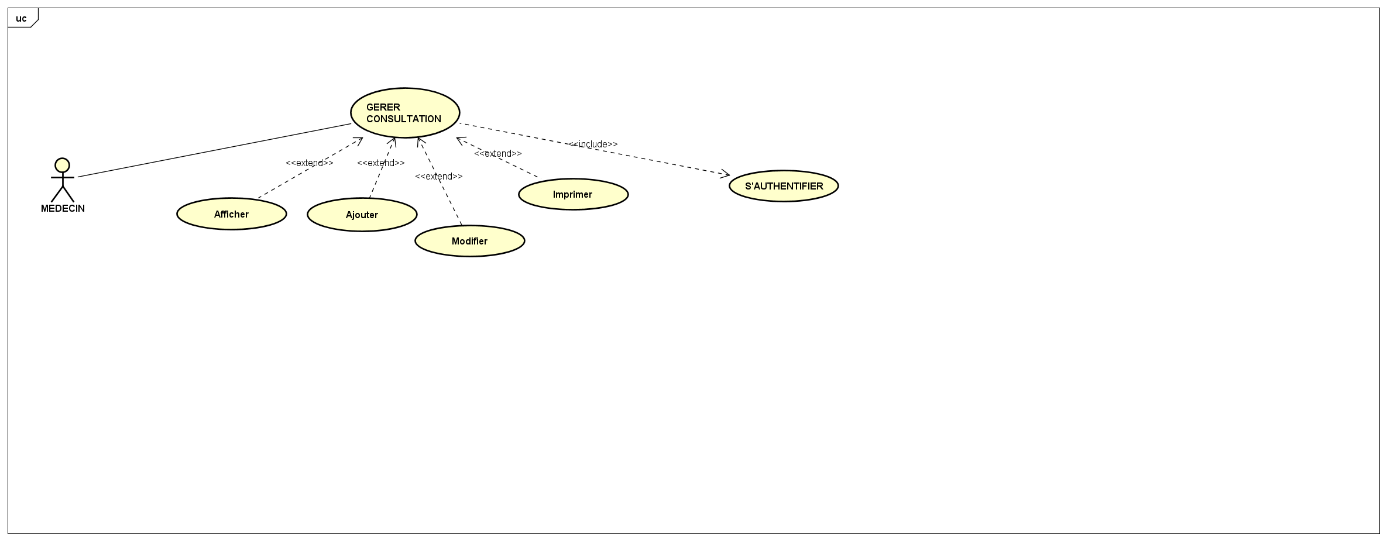 uc
GERER
CONSULTATION
<<include>>
<<extend>>
<<extend>>
<<extend>>
<<extend>>
MEDECIN
Afficher
Ajouter
Modifier
Imprimer
S'AUTHENTIFIER